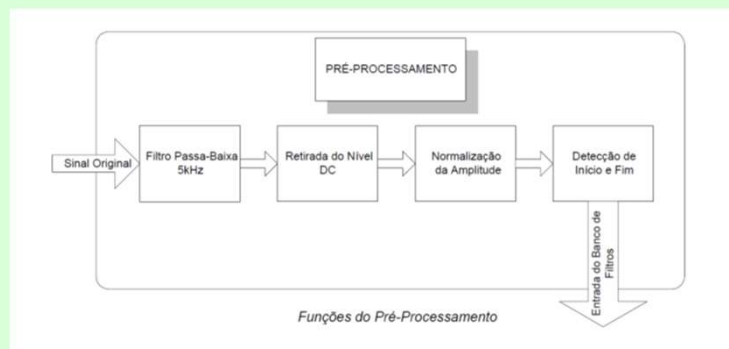 PRÉ-PROCESSAMENTO
Sinal Original
Filtro Passa-Baixa
5kHz
Retirada do Nível
DC
Normalização
da Amplitude
Detecção de
Início e Fim
Entrada do Banco de
Filtros
Funções do Pré-Processamento